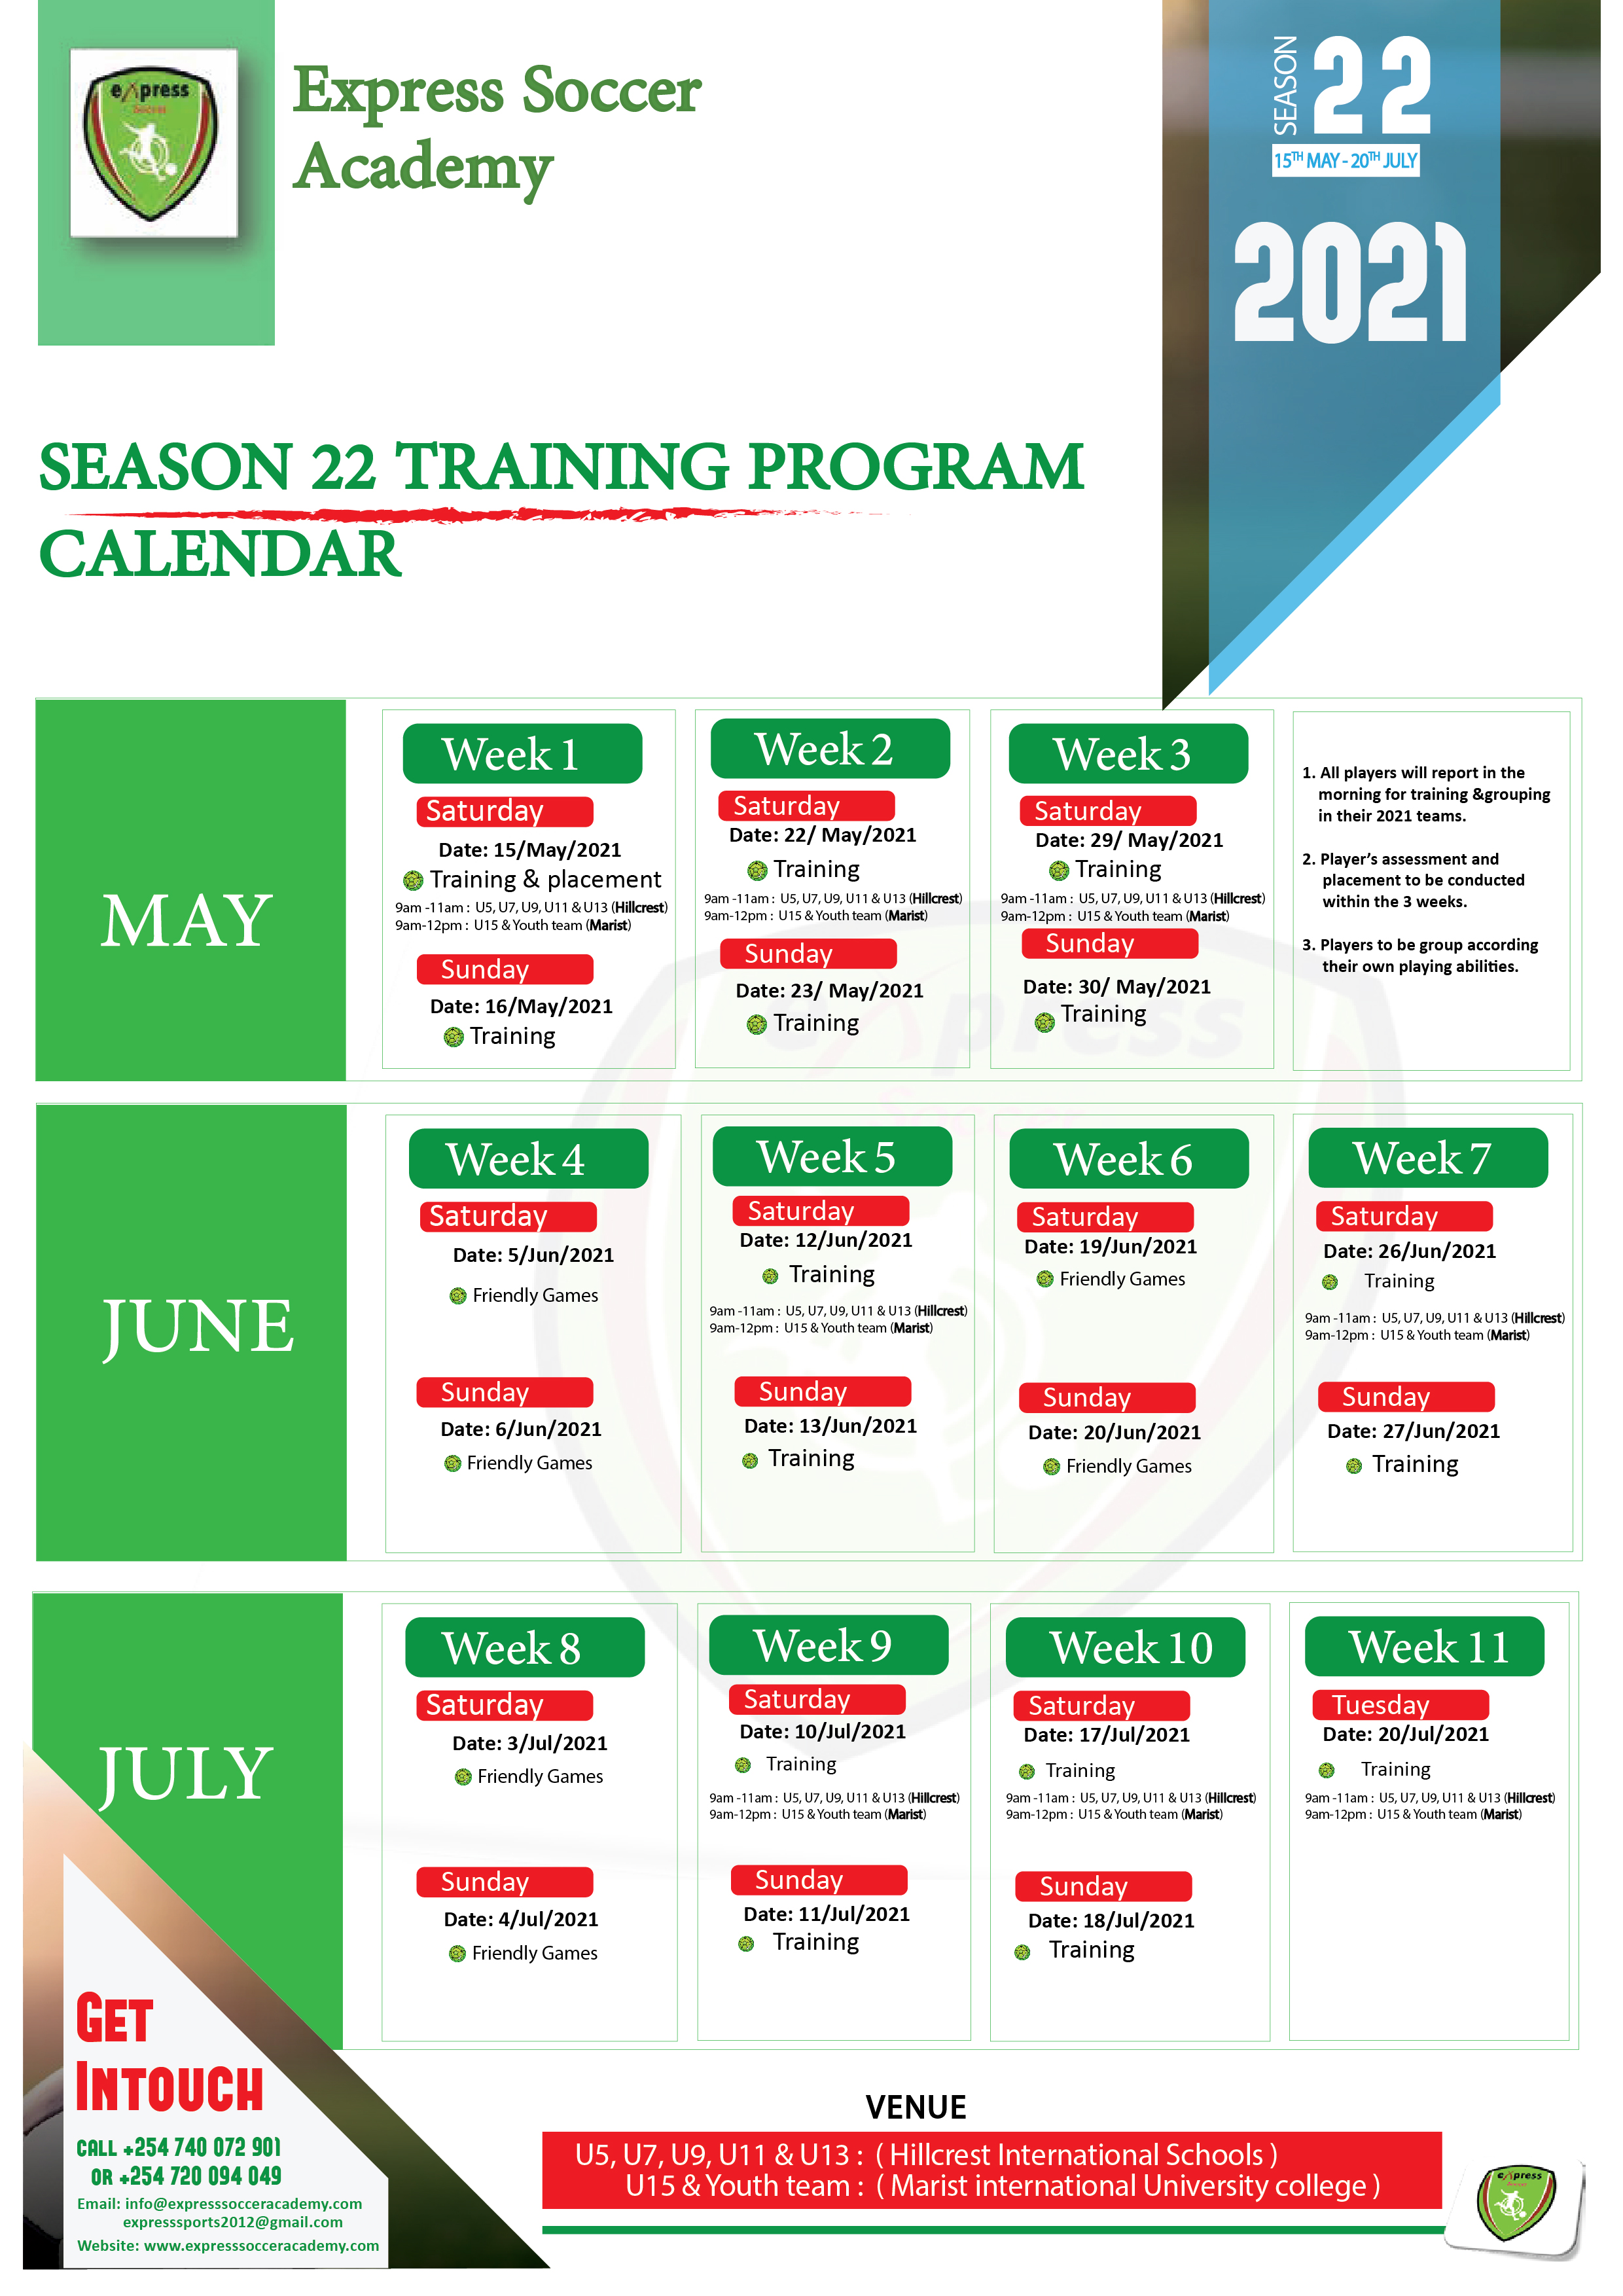 eXpress
Soccer
Express Soccer
Academy
SEASON 22
15TH MAY - 20TH JULY
2021
SEASON 22 TRAINING PROGRAM
CALENDAR
MAY
Week 1
Saturday
Date: 15/May/2021
Training & placement
9am -11am : U5, U7, U9, U11 & U13 (Hillcrest)
9am-12pm : U15 & Youth team (Marist)
Sunday
Date: 16/May/2021
Training
Week 2
Saturday
Date: 22/ May/2021
Training
9am -11am : U5, U7, U9, U11 & U13 (Hillcrest)
9am-12pm : U15 & Youth team (Marist)
Sunday
Date: 23/ May/2021
Training
Week 3
Saturday
Date: 29/ May/2021
Training
9am -11am : U5, U7, U9, U11 & U13 (Hillcrest)
9am-12pm : U15 & Youth team (Marist)
Sunday
Date: 30/ May/2021
Training
1. All players will report in the
morning for training &grouping
in their 2021 teams.
2. Player's assessment and
placement to be conducted
within the 3 weeks.
3. Players to be group according
their own playing abilities.
JUNE
Week 4
Saturday
Date: 5/Jun/2021
Friendly Games
Sunday
Date: 6/Jun/2021
Friendly Games
Week 5
Saturday
Date: 12/Jun/2021
Training
9am -11am : U5, U7, U9, U11 & U13 (Hillcrest)
9am-12pm : U15 & Youth team (Marist)
Sunday
Date: 13/Jun/2021
Training
Week 6
Saturday
Date: 19/Jun/2021
Friendly Games
Sunday
Date: 20/Jun/2021
Friendly Games
Week 7
Saturday
Date: 26/Jun/2021
Training
9am -11am : U5, U7, U9, U11 & U13 (Hillcrest)
9am-12pm : U15 & Youth team (Marist)
Sunday
Date: 27/Jun/2021
Training
JULY
Week 8
Saturday
Date: 3/Jul/2021
Friendly Games
Sunday
Date: 4/Jul/2021
Friendly Games
Week 9
Saturday
Date: 10/Jul/2021
Training
9am -11am : U5, U7, U9, U11 & U13 (Hillcrest)
9am-12pm : U15 & Youth team (Marist)
Sunday
Date: 11/Jul/2021
Training
Week 10
Saturday
Date: 17/Jul/2021
Training
9am -11am : U5, U7, U9, U11 & U13 (Hillcrest)
9am-12pm : U15 & Youth team (Marist)
Sunday
Date: 18/Jul/2021
Training
Week 11
Tuesday
Date: 20/Jul/2021
Training
9am -11am : U5, U7, U9, U11 & U13 (Hillcrest)
9am-12pm : U15 & Youth team (Marist)
GET
INTOUCH
CALL +254 740 072 901
OR +254 720 094 049
Email: info@expresssocceracademy.com
expresssports2012@gmail.com
Website: www.expresssocceracademy.com
VENUE
U5, U7, U9, U11 & U13 : ( Hillcrest International Schools )
U15 & Youth team : ( Marist international University college )
eXpress
Soccer